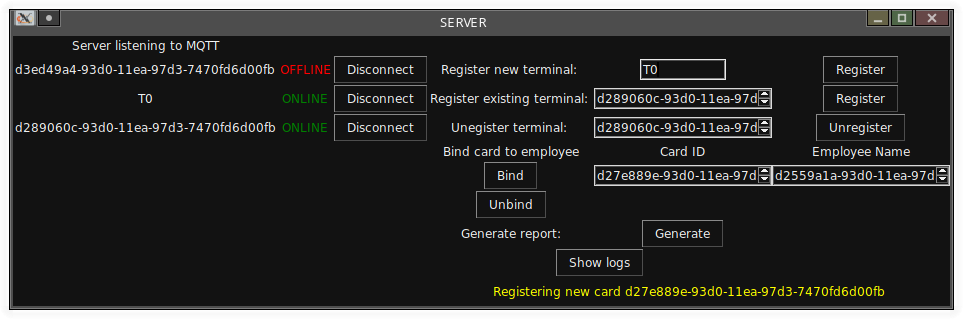 SERVER
Server listening to MQTT
d3ed49a4-93d0-11ea-97d3-7470fd6d00fb OFFLINE Disconnect Register new terminal: T0 Register
T0 ONLINE Disconnect Register existing terminal: d289060c-93d0-11ea-97d Register
d289060c-93d0-11ea-97d3-7470fd6d00fb ONLINE Disconnect Unegister terminal: d289060c-93d0-11ea-97d Unregister
Bind card to employee Card ID Employee Name
Bind d27e889e-93d0-11ea-97d d2559a1a-93d0-11ea-97d
Unbind
Generate report: Generate
Show logs
Registering new card d27e889e-93d0-11ea-97d3-7470fd6d00fb